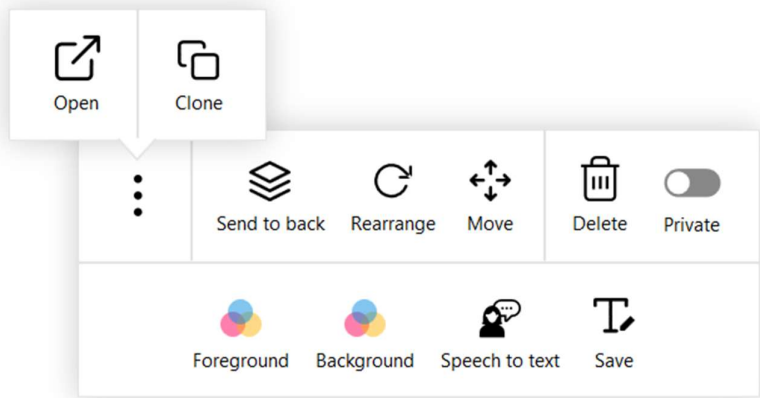 Open Clone
Send to back Rearrange Move Delete Private
Foreground Background Speech to text Save